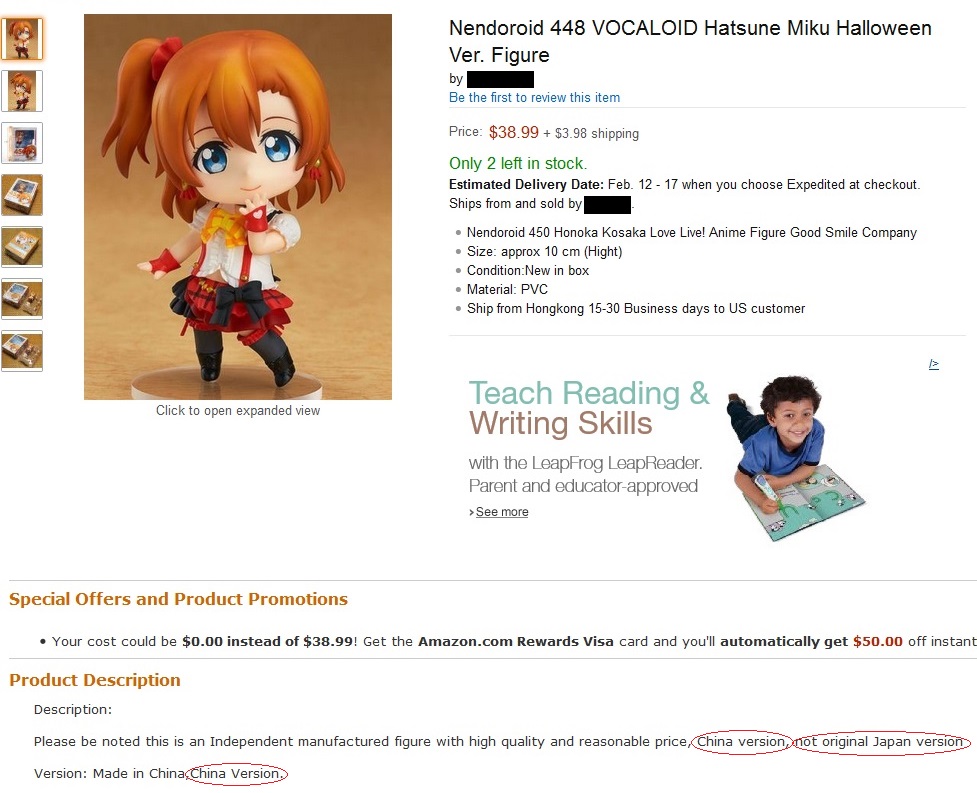 Nendoroid 448 VOCALOID Hatsune Miku Halloween
Ver. Figure
by
Be the first to review this item
Price: $38.99 + $3.98 shipping
Only 2 left in stock.
Estimated Delivery Date: Feb. 12 - 17 when you choose Expedited at checkout.
Ships from and sold by .
Nendoroid 450 Honoka Kosaka Love Live! Anime Figure Good Smile Company
Size: approx 10 cm (Hight)
Condition:New in box
Material: PVC
Ship from Hongkong 15-30 Business days to US customer
Click to open expanded view
Teach Reading &
Writing Skills
with the LeapFrog LeapReader.
Parent and educator-approved
› See more
Special Offers and Product Promotions
• Your cost could be $0.00 instead of $38.99! Get the Amazon.com Rewards Visa card and you'll automatically get $50.00 off instant
Product Description
Description:
Please be noted this is an Independent manufactured figure with high quality and reasonable price, China version, not original Japan version
Version: Made in China,China Version.